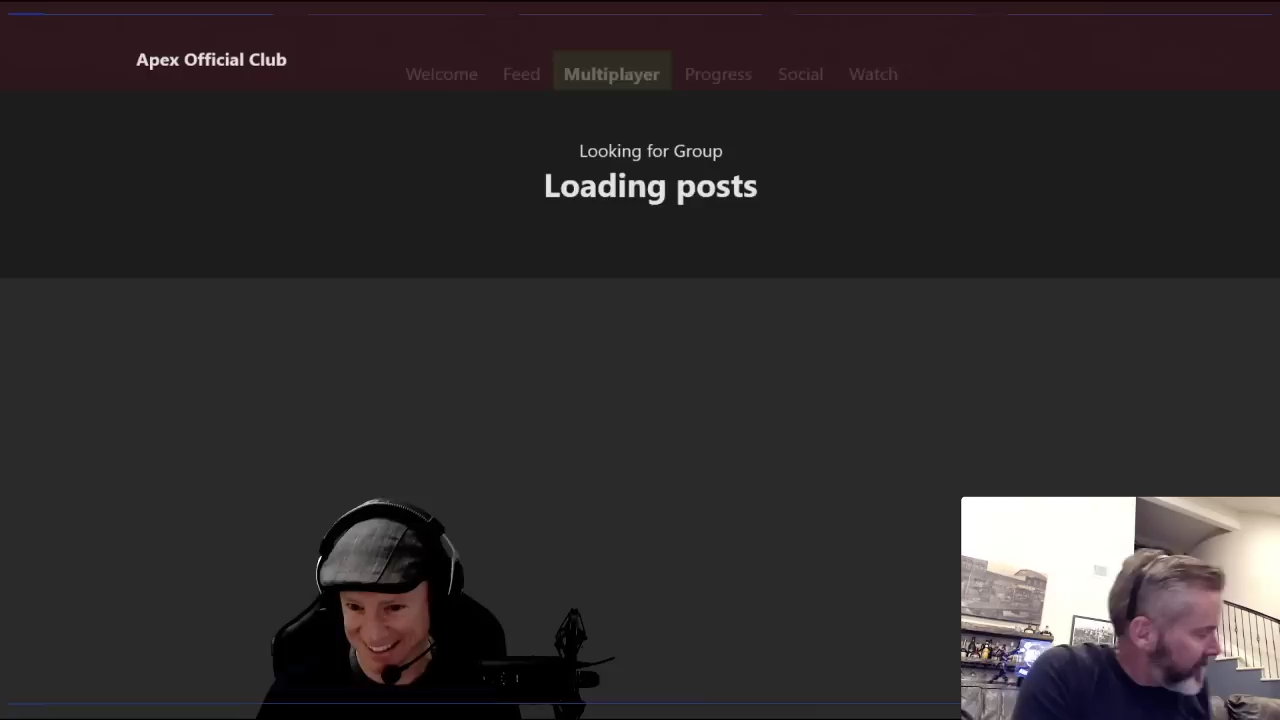 Apex Official Club
Welcome Feed Multiplayer Progress Social Watch
Looking for Group
Loading posts